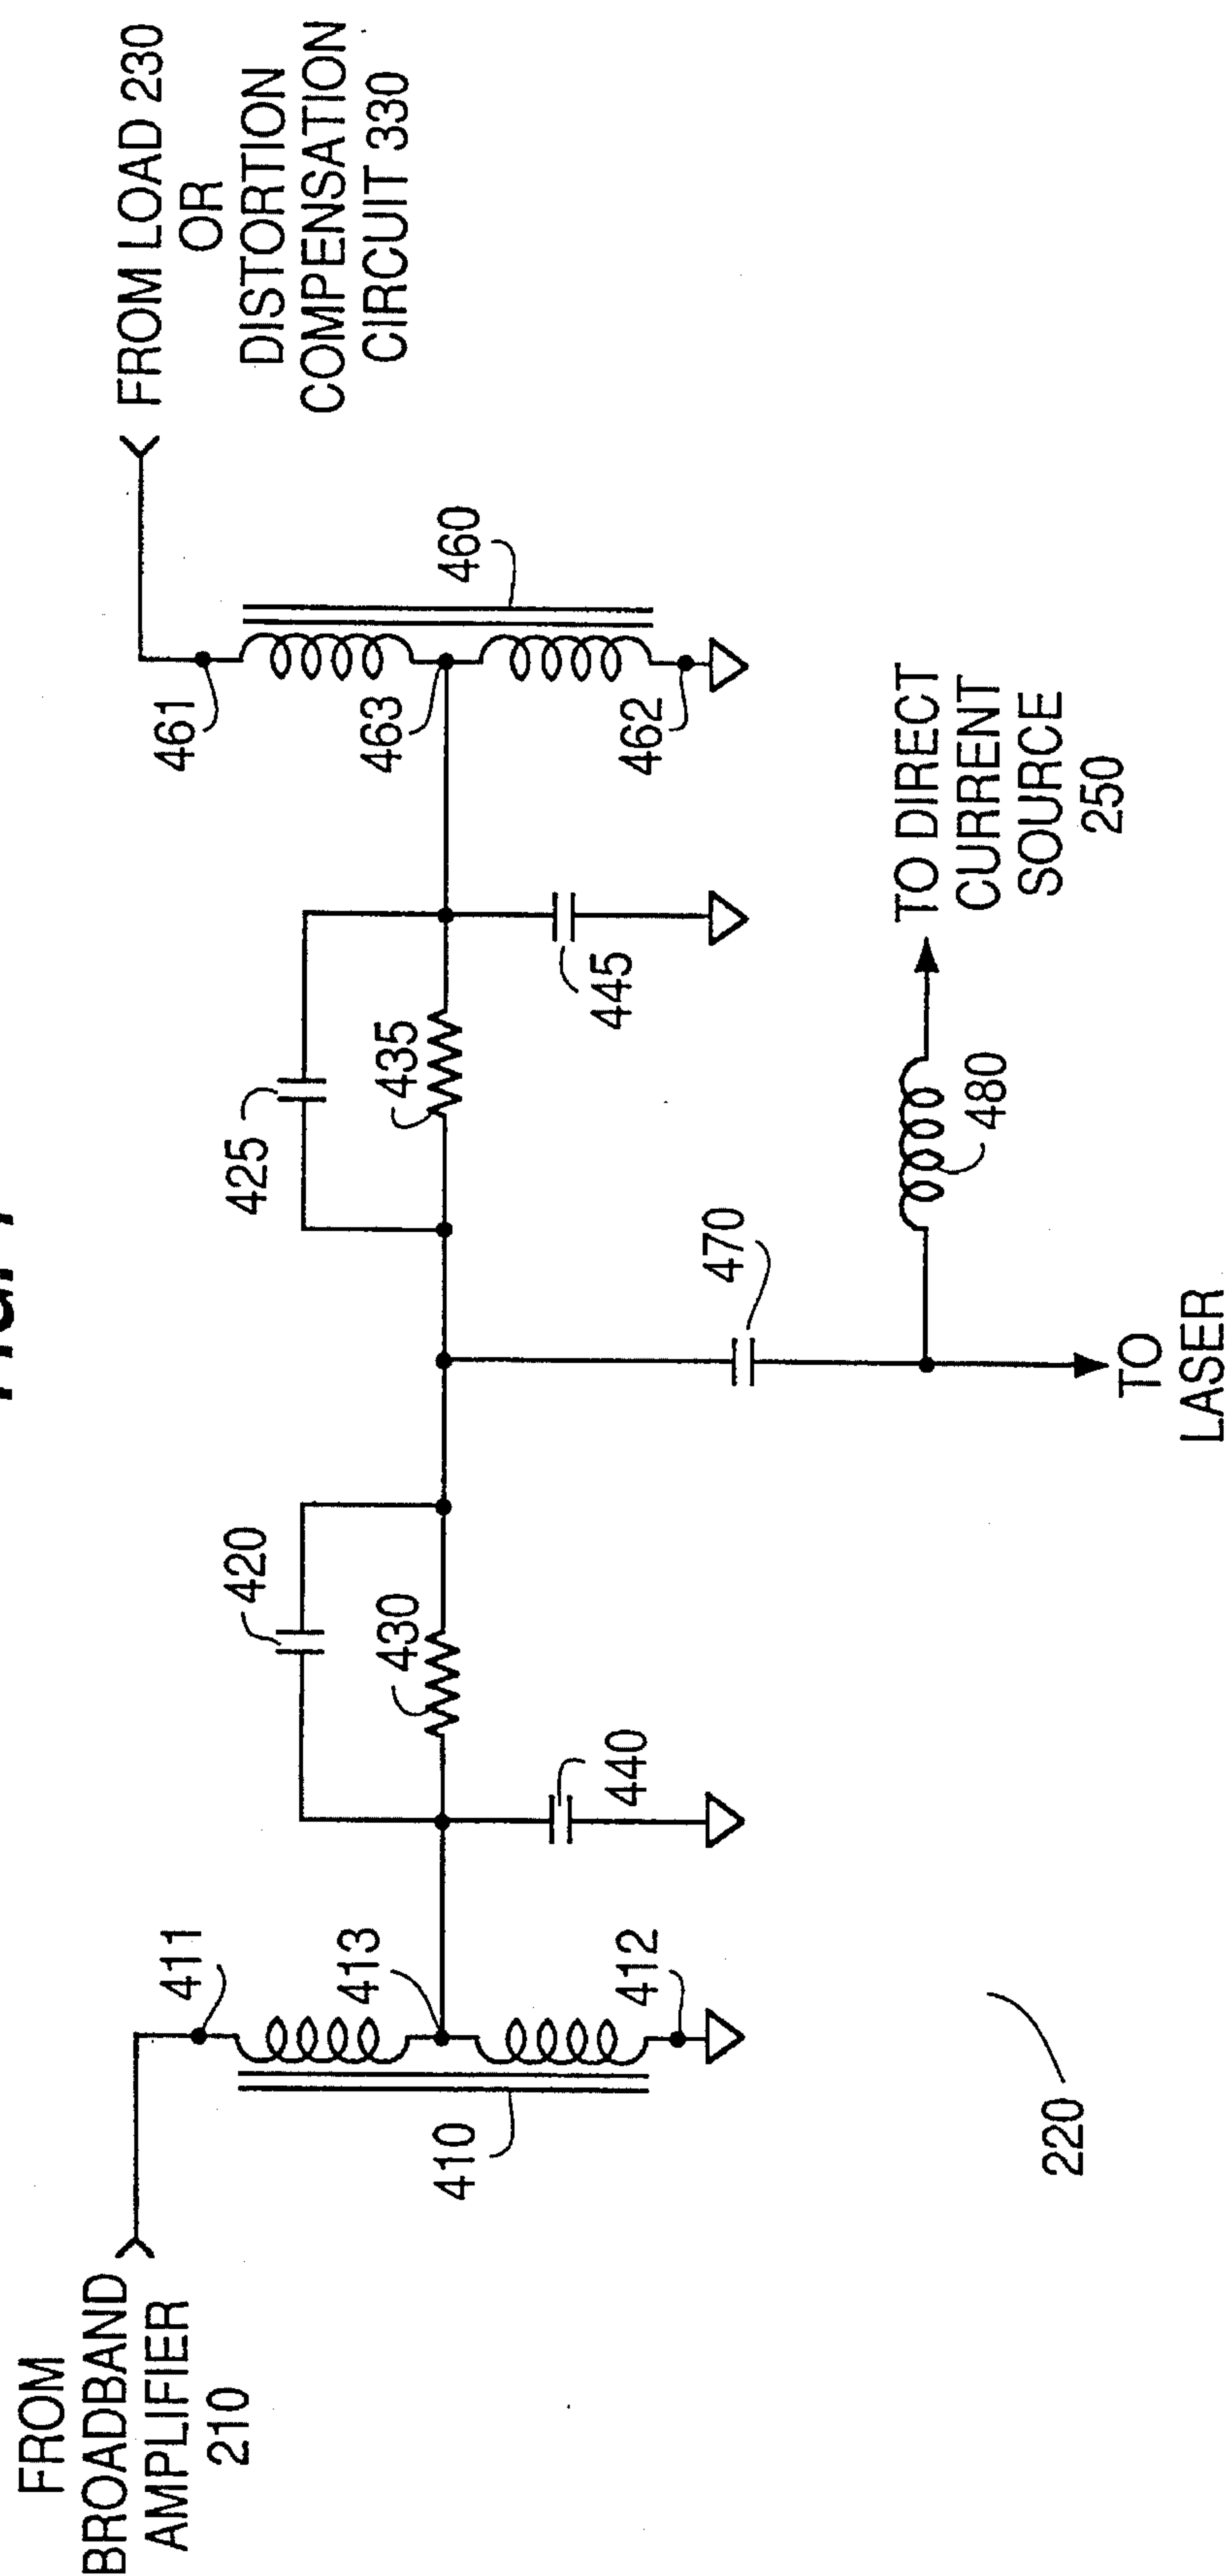 FROM
BROADBAND
AMPLIFIER
210
411
413
412
410
420
430
440
470
TO
LASER
480
TO DIRECT
CURRENT
SOURCE
250
425
435
445
461
463
462
460
FROM LOAD 230
OR
DISTORTION
COMPENSATION
CIRCUIT 330
220